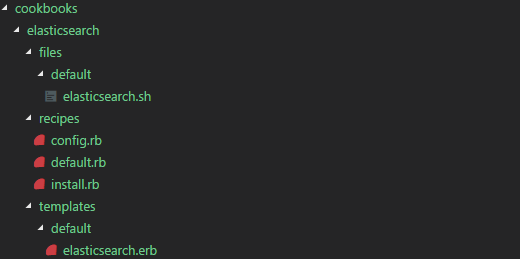 cookbooks
elasticsearch
files
default
elasticsearch.sh
recipes
config.rb
default.rb
install.rb
templates
default
elasticsearch.erb